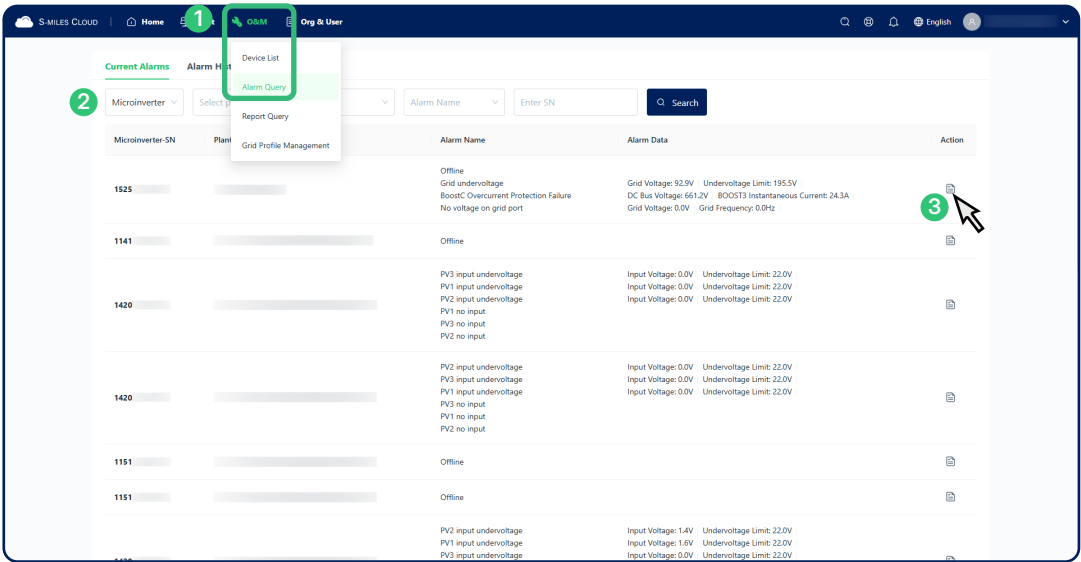 S-MILES CLOUD Home 1 t O&M Org & User English A
Device List
Current Alarms Alarm Hist
Alarm Query
2 Microinverter Select p Alarm Name Enter SN Search
Report Query
Microinverter-SN Plant Alarm Name Alarm Data Action
Grid Profile Management
Offline
Grid undervoltage Grid Voltage: 92.9V Undervoltage Limit: 195.5V
1525 BoostC Overcurrent Protection Failure DC Bus Voltage: 661.2V BOOST3 Instantaneous Current: 24.3A
No voltage on grid port Grid Voltage: 0.0V Grid Frequency: 0.0Hz
3
1141 Offline
PV3 input undervoltage Input Voltage: 0.0V Undervoltage Limit: 22.0V
PV1 input undervoltage Input Voltage: 0.0V Undervoltage Limit: 22.0V
PV2 input undervoltage Input Voltage: 0.0V Undervoltage Limit: 22.0V
1420 PV1 no input
PV3 no input
PV2 no input
PV2 input undervoltage Input Voltage: 0.0V Undervoltage Limit: 22.0V
PV3 input undervoltage Input Voltage: 0.0V Undervoltage Limit: 22.0V
PV1 input undervoltage Input Voltage: 0.0V Undervoltage Limit: 22.0V
1420 PV3 no input
PV1 no input
PV2 no input
1151 Offline
1151 Offline
PV2 input undervoltage Input Voltage: 1.4V Undervoltage Limit: 22.0V
PV1 input undervoltage Input Voltage: 1.6V Undervoltage Limit: 22.0V
PV3 input undervoltage Input Voltage: 0.0V Undervoltage Limit: 22.0V